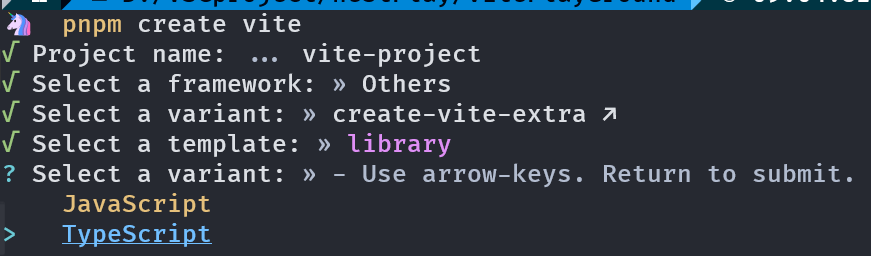 pnpm create vite
√ Project name: … vite-project
√ Select a framework: » Others
√ Select a variant: » create-vite-extra ↗
√ Select a template: » library
? Select a variant: » - Use arrow-keys. Return to submit.
JavaScript
> TypeScript